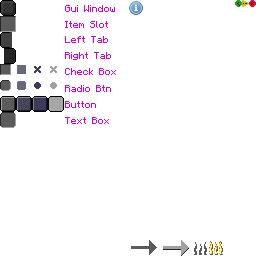 Gui Window
Item Slot
Left Tab
Right Tab
Check Box
Radio Btn
Button
Text Box